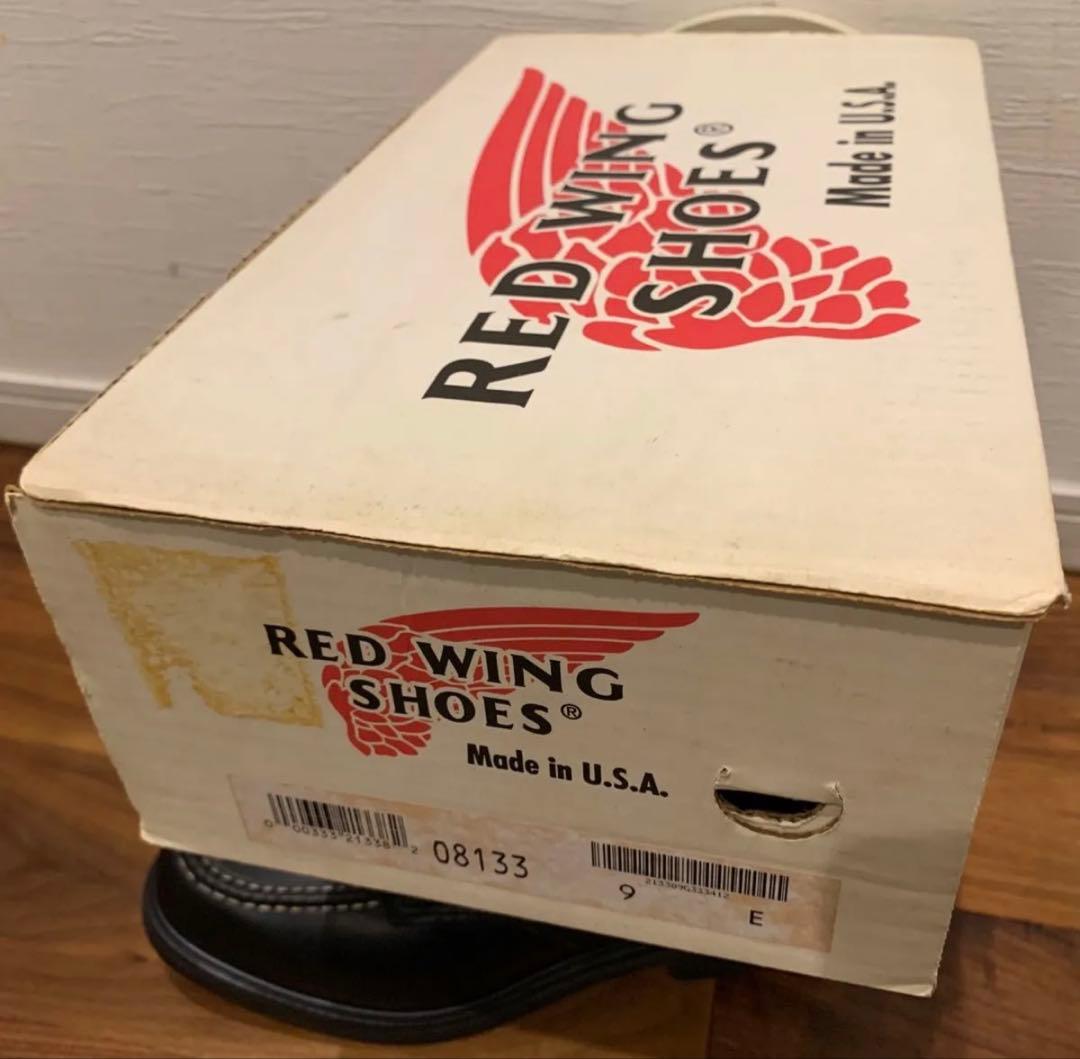 RED WING
SHOES®
Made in U.S.A.
RED WING
SHOES®
Made in U.S.A.
08133
9
E